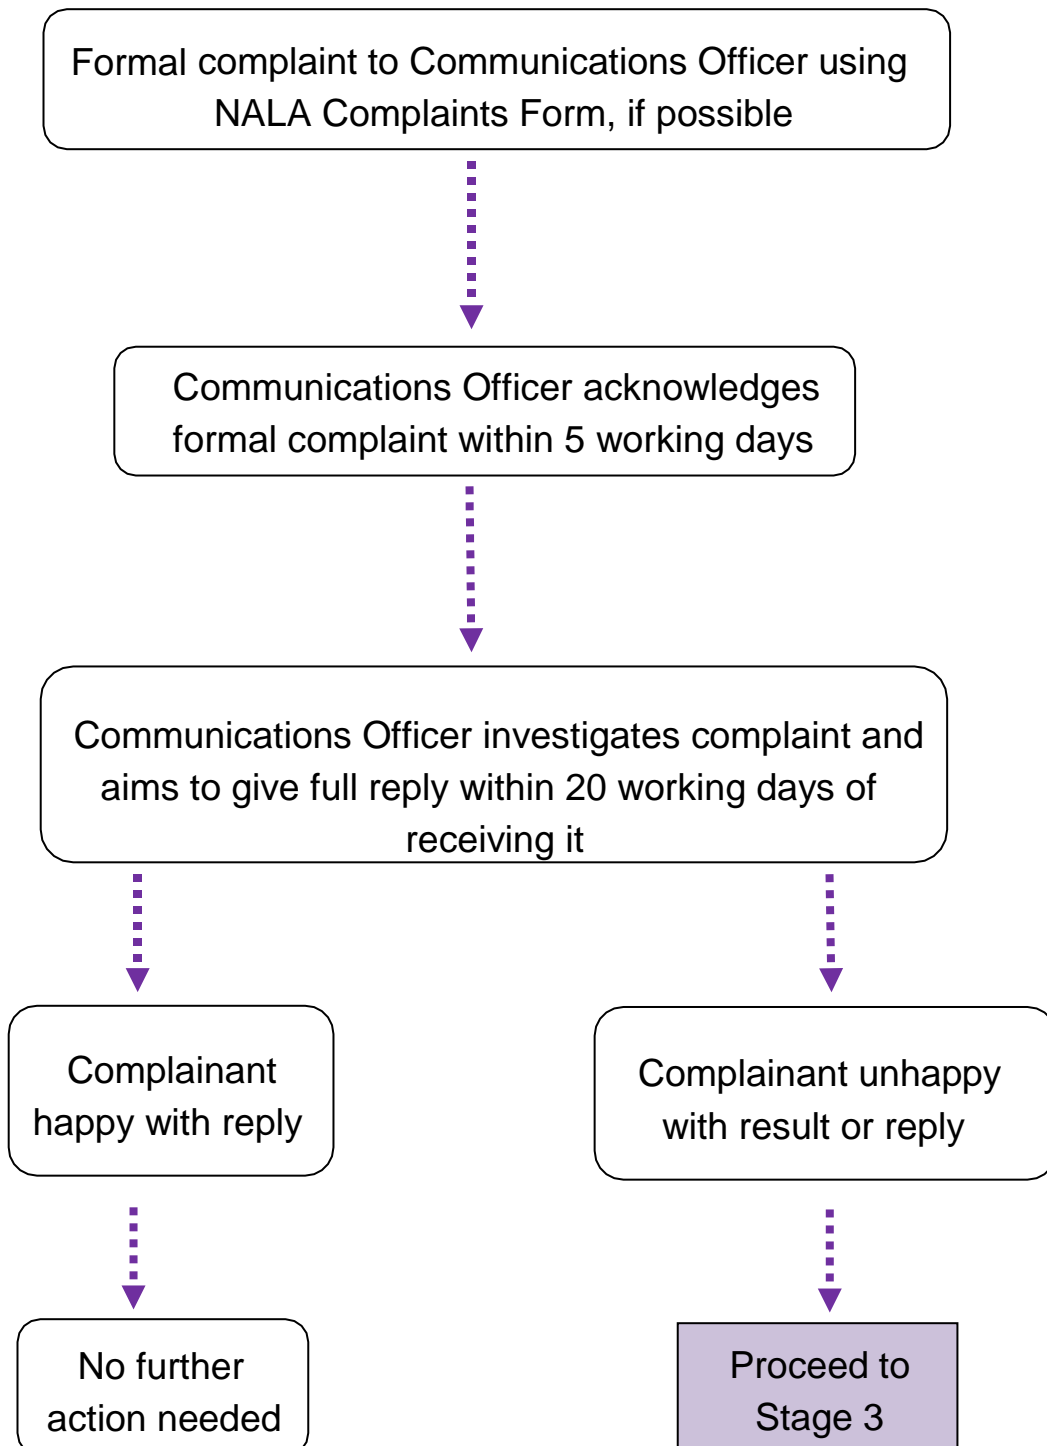 Formal complaint to Communications Officer using
NALA Complaints Form, if possible
Communications Officer acknowledges
formal complaint within 5 working days
Communications Officer investigates complaint and
aims to give full reply within 20 working days of
receiving it
Complainant
happy with reply
Complainant unhappy
with result or reply
No further
action needed
Proceed to
Stage 3